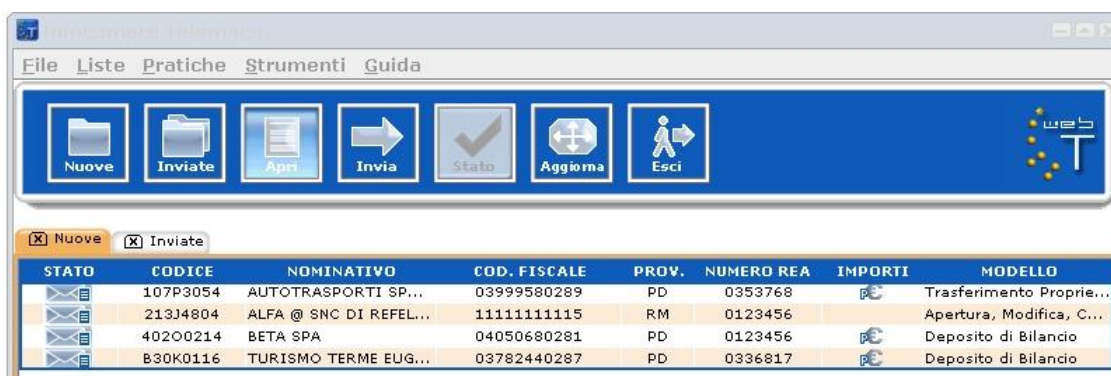 Infocamere Telematico
File Liste Pratiche Strumenti Guida
Nuove Inviate Apri Invia Stato Aggiorna Esci
web T
Nuove Inviate
STATO CODICE NOMINATIVO COD. FISCALE PROV. NUMERO REA IMPORTI MODELLO
107P3054 AUTOTRASPORTI SP... 03999580289 PD 0353768 Trasferimento Proprie...
213J4804 ALFA @ SNC DI REFEL... 11111111115 RM 0123456 Apertura, Modifica, C...
402O0214 BETA SPA 04050680281 PD 0123456 Deposito di Bilancio
B30K0116 TURISMO TERME EUG... 03782440287 PD 0336817 Deposito di Bilancio